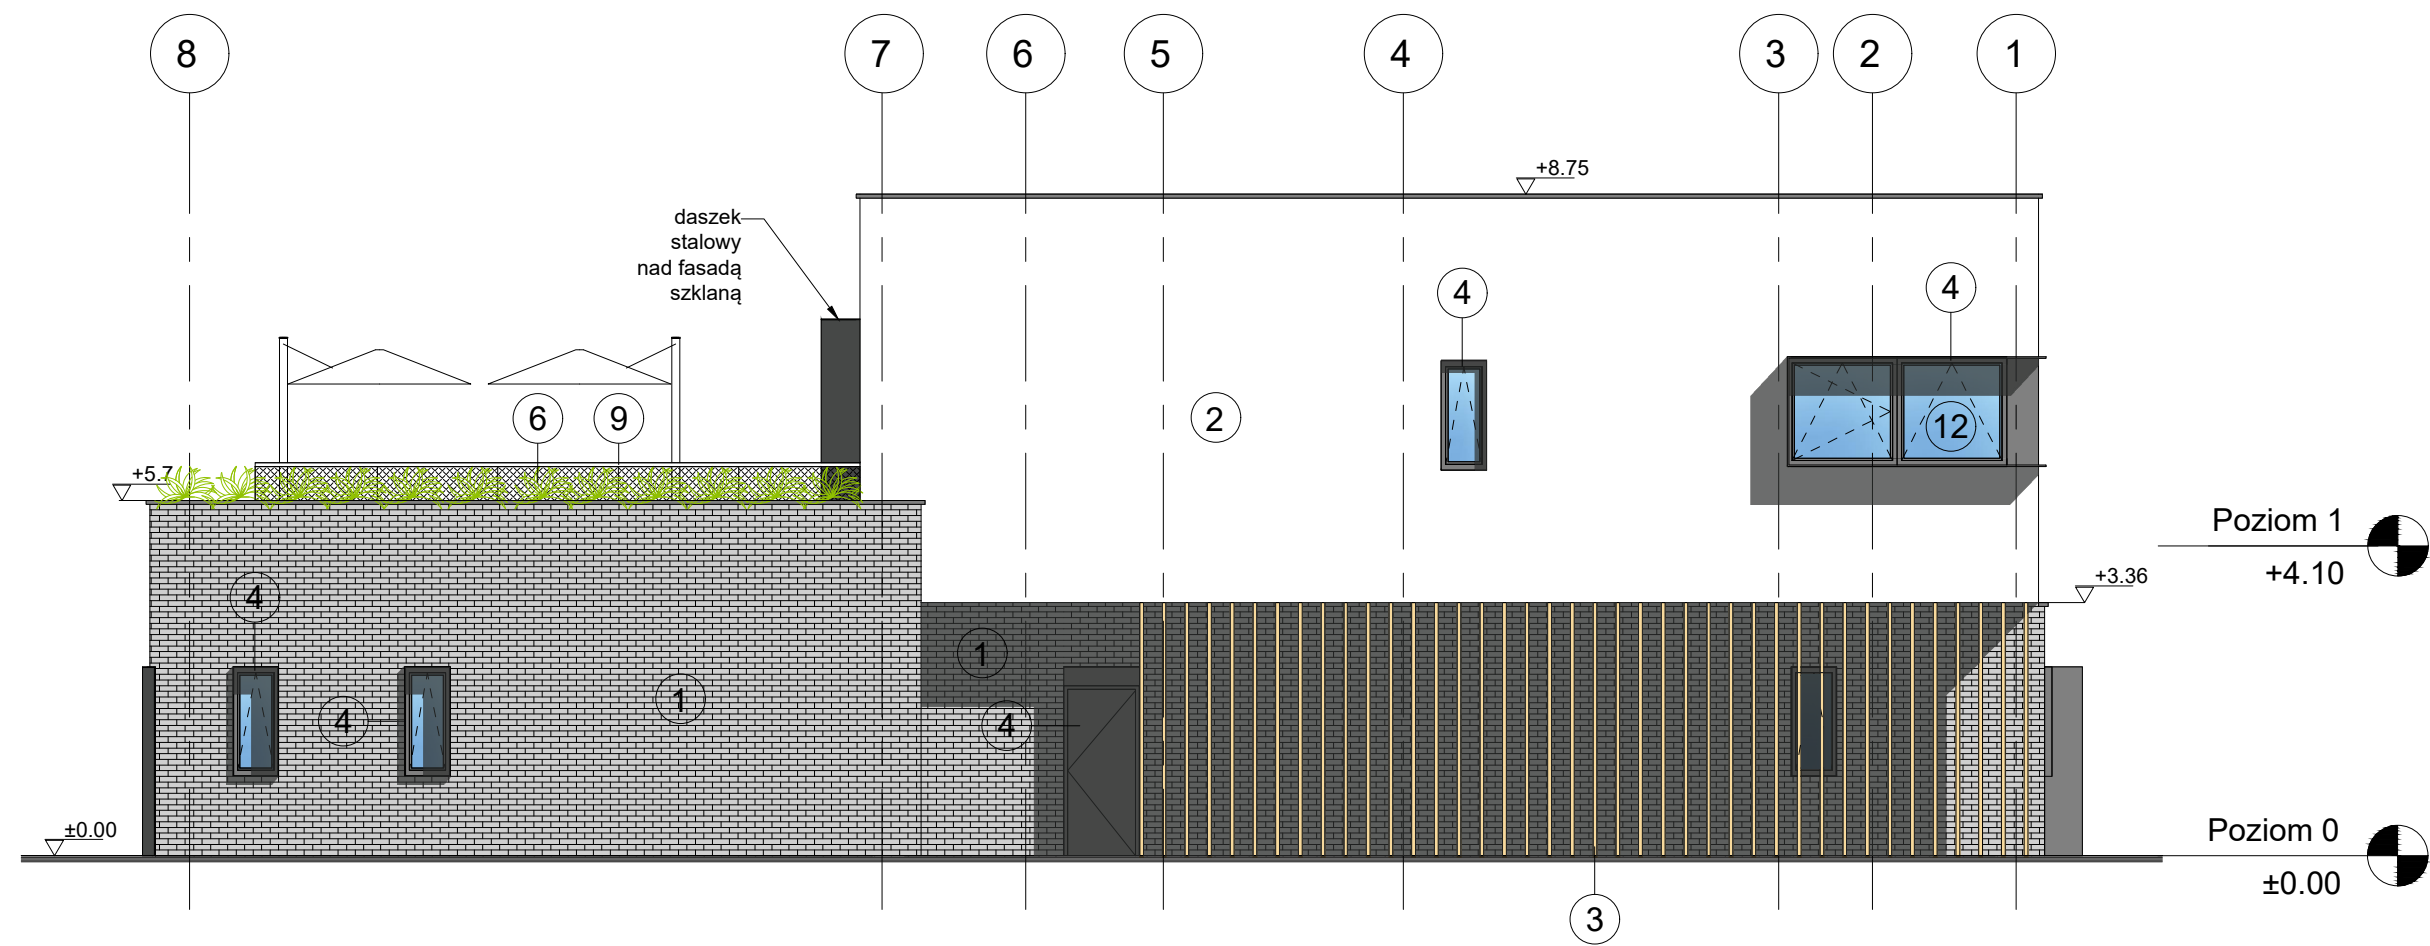 8 7 6 5 4 3 2 1
+8.75
daszek
stalowy
nad fasadą
szklaną
4 4
6 9 2 12
+5.7
Poziom 1
+4.10
+3.36
4
1
4 1 4
±0.00
Poziom 0
±0.00
3